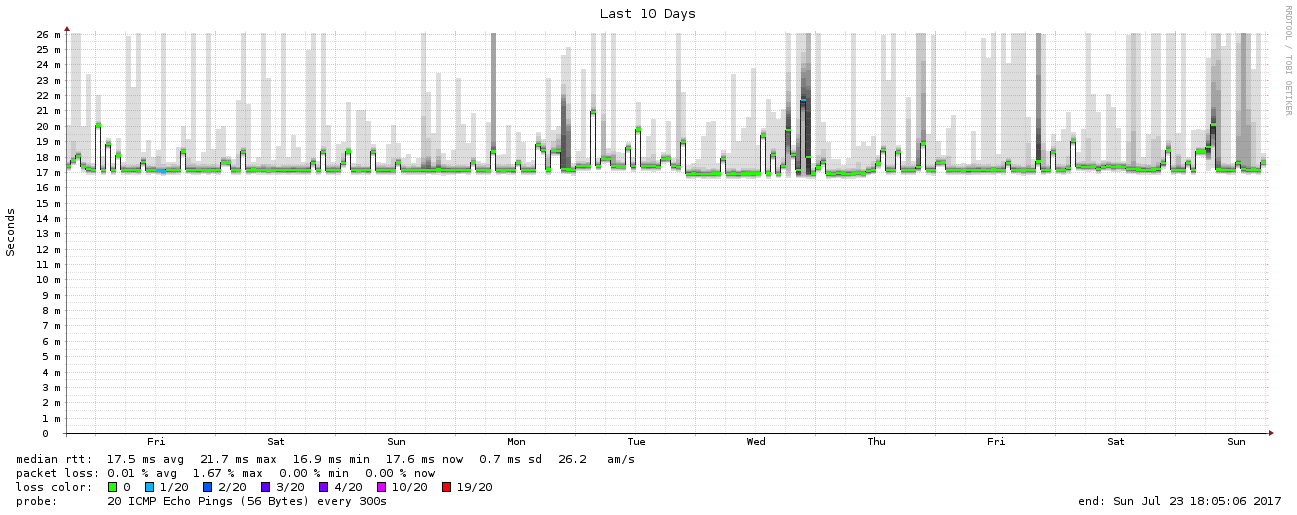 Last 10 Days
RRDTOOL / TOBI OETIKER
26 m
25 m
24 m
23 m
22 m
21 m
20 m
19 m
18 m
17 m
16 m
15 m
14 m
13 m
12 m
11 m
10 m
9 m
8 m
7 m
6 m
5 m
4 m
3 m
2 m
1 m
0
Seconds
Fri Sat Sun Mon Tue Wed Thu Fri Sat Sun
median rtt: 17.5 ms avg 21.7 ms max 16.9 ms min 17.6 ms now 0.7 ms sd 26.2 am/s
packet loss: 0.01 % avg 1.67 % max 0.00 % min 0.00 % now
loss color: 0 1/20 2/20 3/20 4/20 10/20 19/20
probe: 20 ICMP Echo Pings (56 Bytes) every 300s end: Sun Jul 23 18:05:06 2017